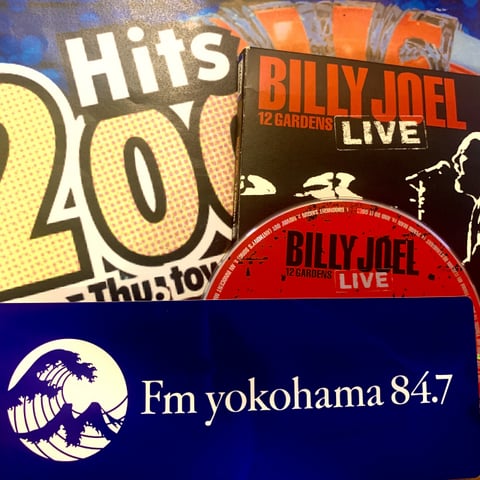 Hits
200
Thu. tow
BILLY JOEL
12 GARDENS LIVE
BILLY JOEL
12 GARDENS
LIVE
Fm yokohama 84.7